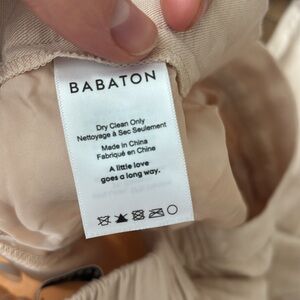 BABATON
Dry Clean Only
Nettoyage à Sec Seulement
Made in China
Fabriqué en Chine
A little love
goes a long way.